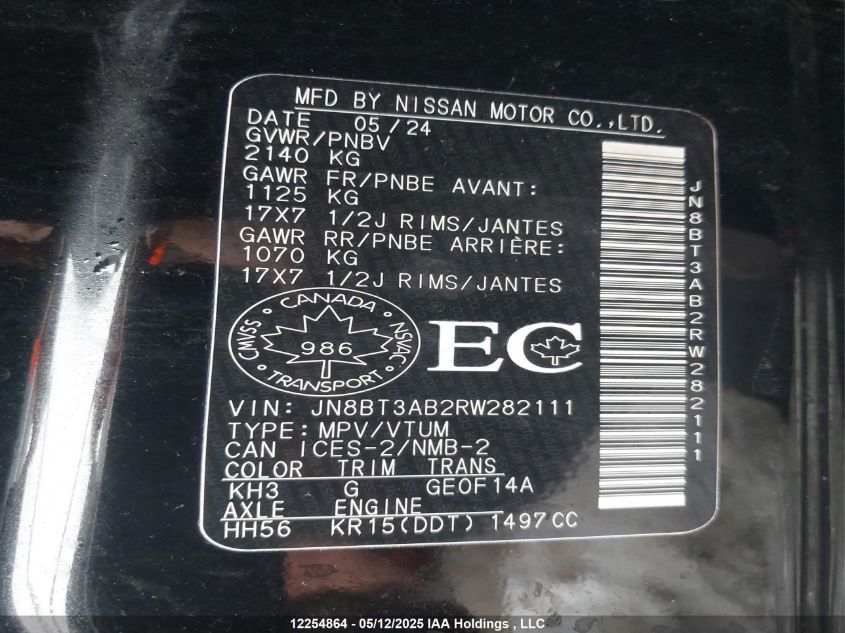 MFD BY NISSAN MOTOR CO.,LTD.
DATE 05/24
GVWR/PNBV
2140 KG
GAWR FR/PNBE AVANT:
1125 KG
17X7 1/2J RIMS/JANTES
GAWR RR/PNBE ARRIÈRE:
1070 KG
17X7 1/2J RIMS/JANTES
CANADA
CMVSS
986
NSVAC
TRANSPORT
EC
VIN: JN8BT3AB2RW282111
TYPE: MPV/VTUM
CAN ICES-2/NMB-2
COLOR TRIM TRANS
KH3 G GE0F14A
AXLE ENGINE
HH56 KR15(DDT) 1497CC
JN8BT3AB2RW282111
12254864 - 05/12/2025 IAA Holdings , LLC